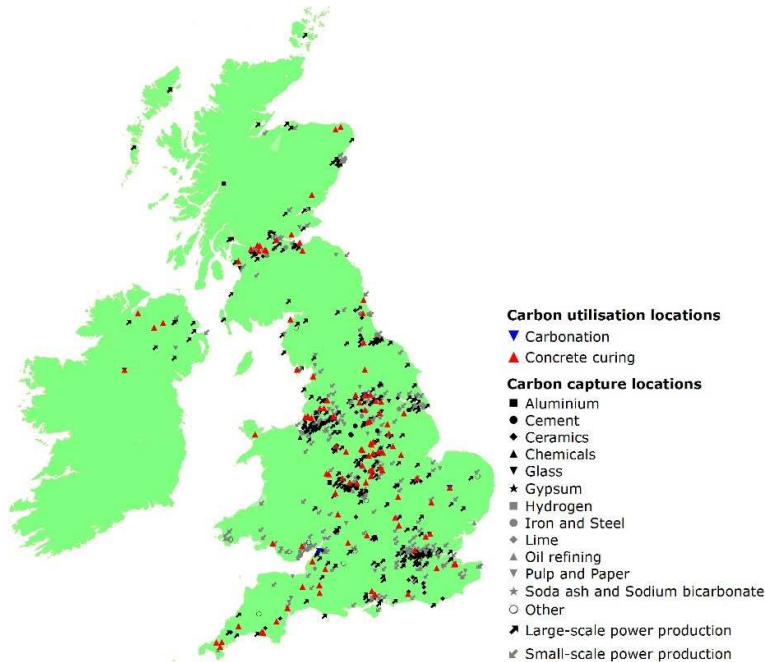 Carbon utilisation locations
Carbonation
Concrete curing
Carbon capture locations
Aluminium
Cement
Ceramics
Chemicals
Glass
Gypsum
Hydrogen
Iron and Steel
Lime
Oil refining
Pulp and Paper
Soda ash and Sodium bicarbonate
Other
Large-scale power production
Small-scale power production